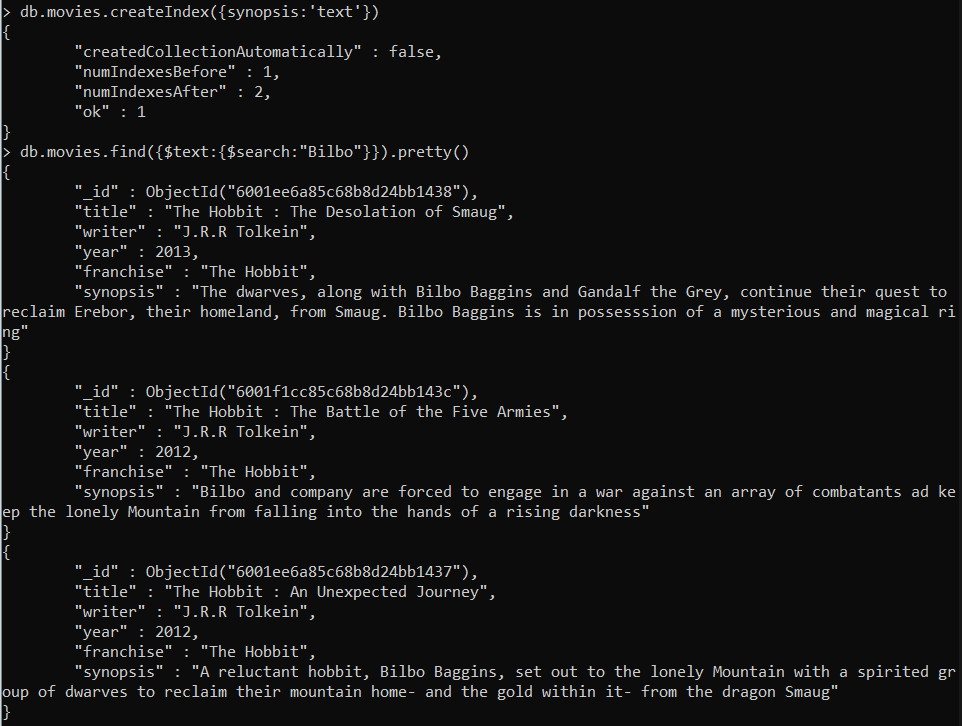 > db.movies.createIndex({synopsis:'text'})
{
        "createdCollectionAutomatically" : false,
        "numIndexesBefore" : 1,
        "numIndexesAfter" : 2,
        "ok" : 1
}
> db.movies.find({$text:{$search:"Bilbo"}}).pretty()
{
        "_id" : ObjectId("6001ee6a85c68b8d24bb1438"),
        "title" : "The Hobbit : The Desolation of Smaug",
        "writer" : "J.R.R Tolkein",
        "year" : 2013,
        "franchise" : "The Hobbit",
        "synopsis" : "The dwarves, along with Bilbo Baggins and Gandalf the Grey, continue their quest to
reclaim Erebor, their homeland, from Smaug. Bilbo Baggins is in possesssion of a mysterious and magical ri
ng"
}
{
        "_id" : ObjectId("6001f1cc85c68b8d24bb143c"),
        "title" : "The Hobbit : The Battle of the Five Armies",
        "writer" : "J.R.R Tolkein",
        "year" : 2012,
        "franchise" : "The Hobbit",
        "synopsis" : "Bilbo and company are forced to engage in a war against an array of combatants ad ke
ep the lonely Mountain from falling into the hands of a rising darkness"
}
{
        "_id" : ObjectId("6001ee6a85c68b8d24bb1437"),
        "title" : "The Hobbit : An Unexpected Journey",
        "writer" : "J.R.R Tolkein",
        "year" : 2012,
        "franchise" : "The Hobbit",
        "synopsis" : "A reluctant hobbit, Bilbo Baggins, set out to the lonely Mountain with a spirited gr
oup of dwarves to reclaim their mountain home- and the gold within it- from the dragon Smaug"
}